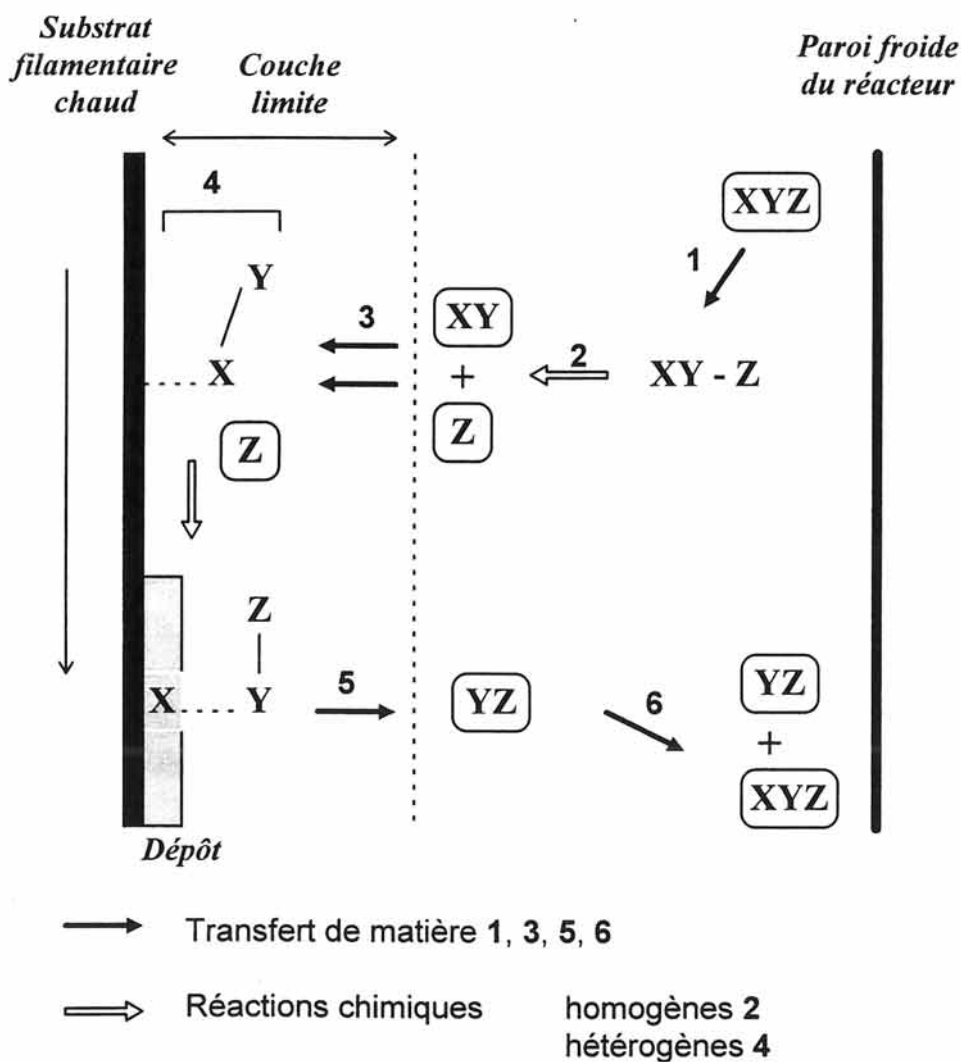 Substrat
filamentaire
chaud
Couche
limite
Paroi froide
du réacteur
4
XYZ
1
Y
3
XY
2
X
+
XY - Z
Z
Z
X
Y
5
YZ
6
YZ
+
XYZ
Dépôt
Transfert de matière 1, 3, 5, 6
Réactions chimiques homogènes 2
hétérogènes 4